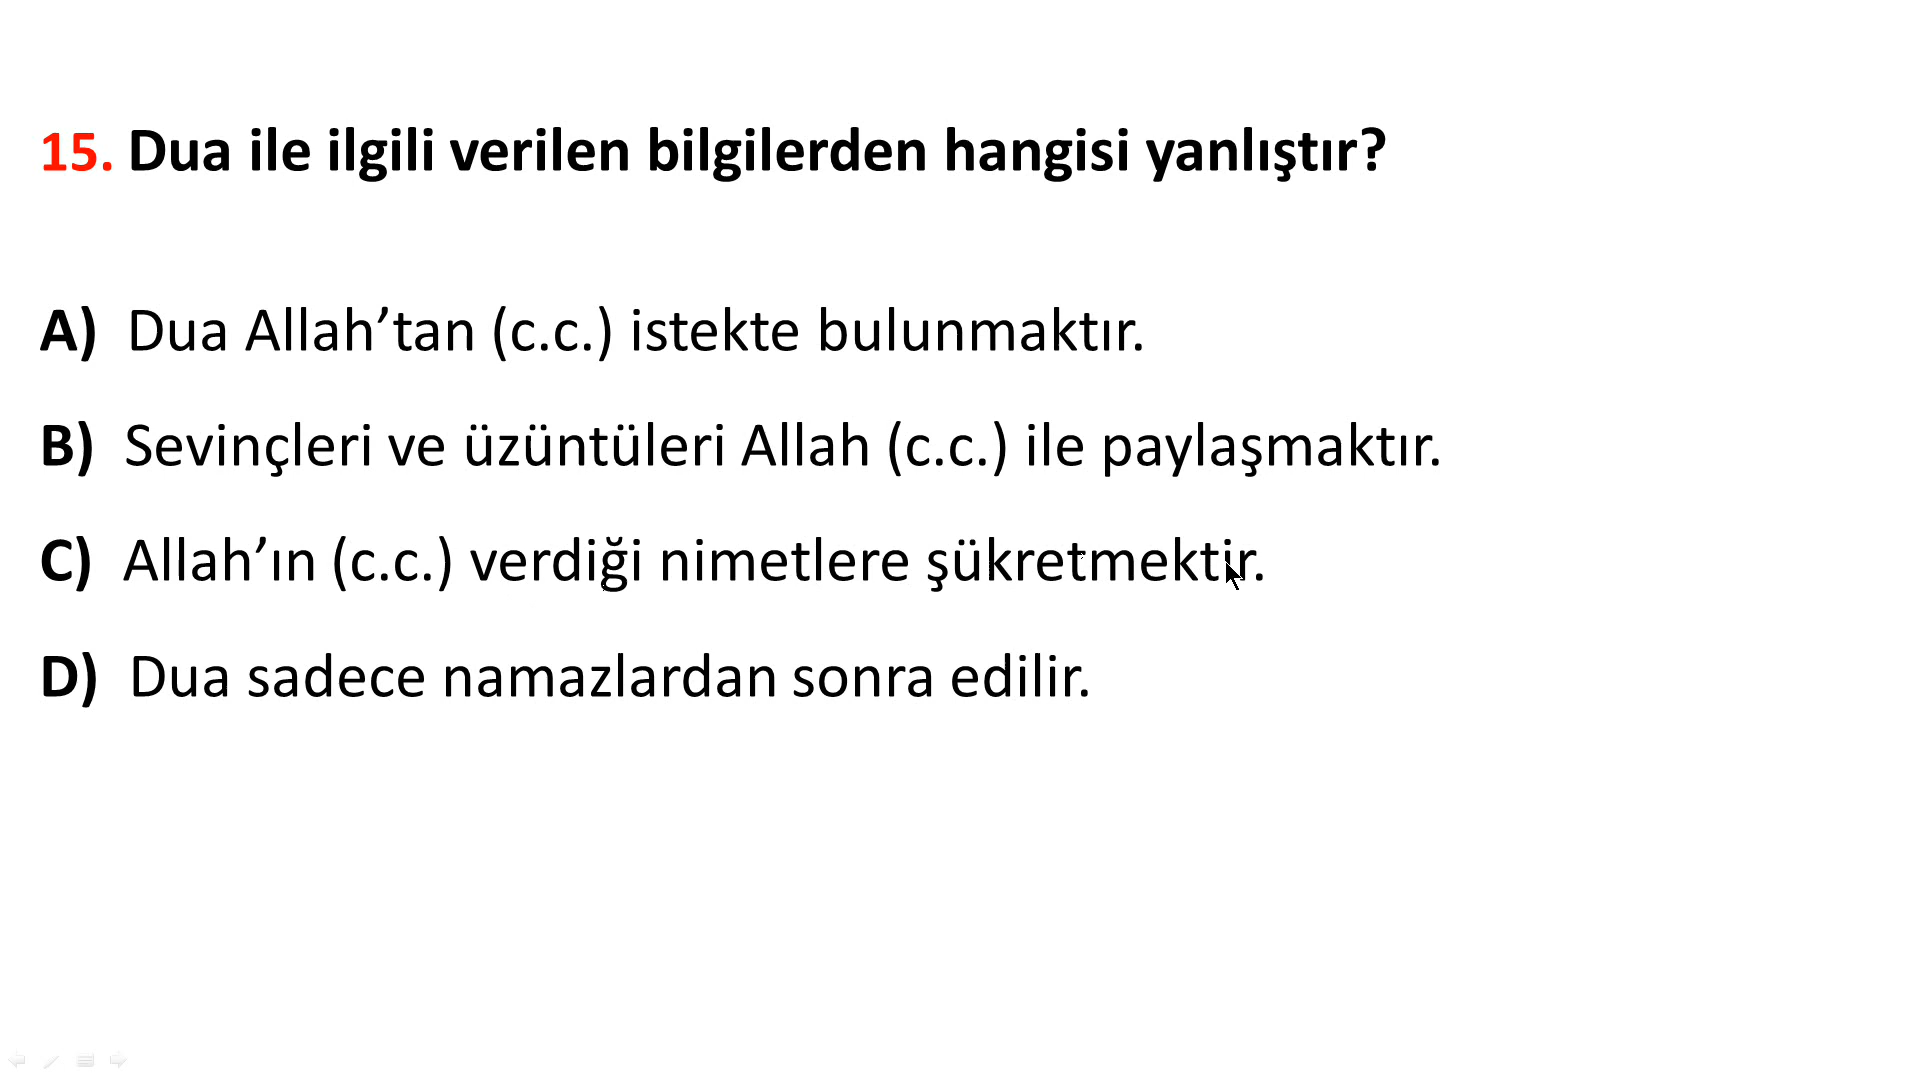 15. Dua ile ilgili verilen bilgilerden hangisi yanlıştır?
A) Dua Allah’tan (c.c.) istekte bulunmaktır.
B) Sevinçleri ve üzüntüleri Allah (c.c.) ile paylaşmaktır.
C) Allah’ın (c.c.) verdiği nimetlere şükretmektir.
D) Dua sadece namazlardan sonra edilir.